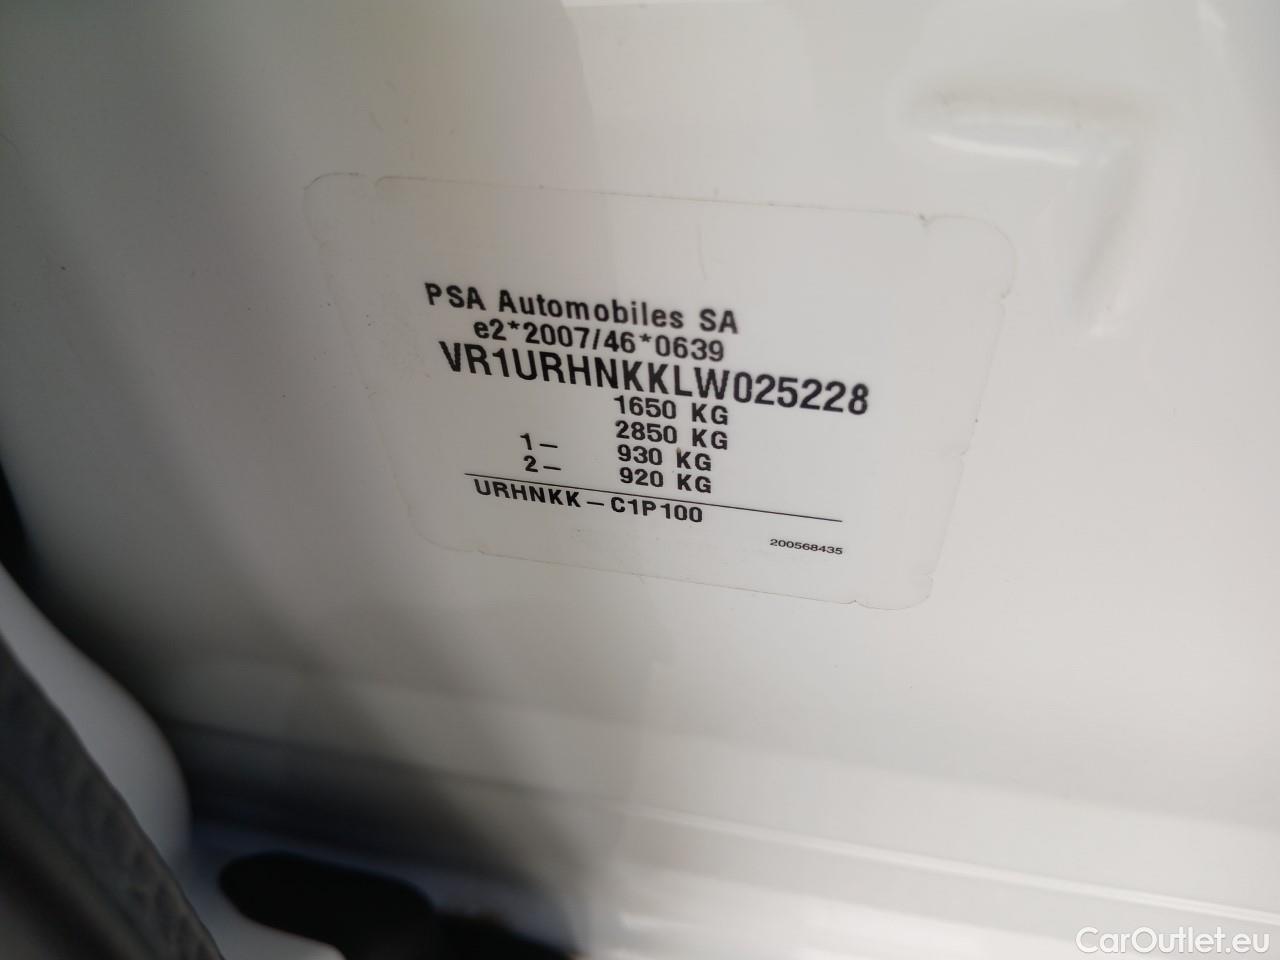 PSA Automobiles SA
e2*2007/46*0639
VR1URHNKKLW025228
1650 KG
2850 KG
1- 930 KG
2- 920 KG
URHNKK-C1P100
200568435
CarOutlet.eu